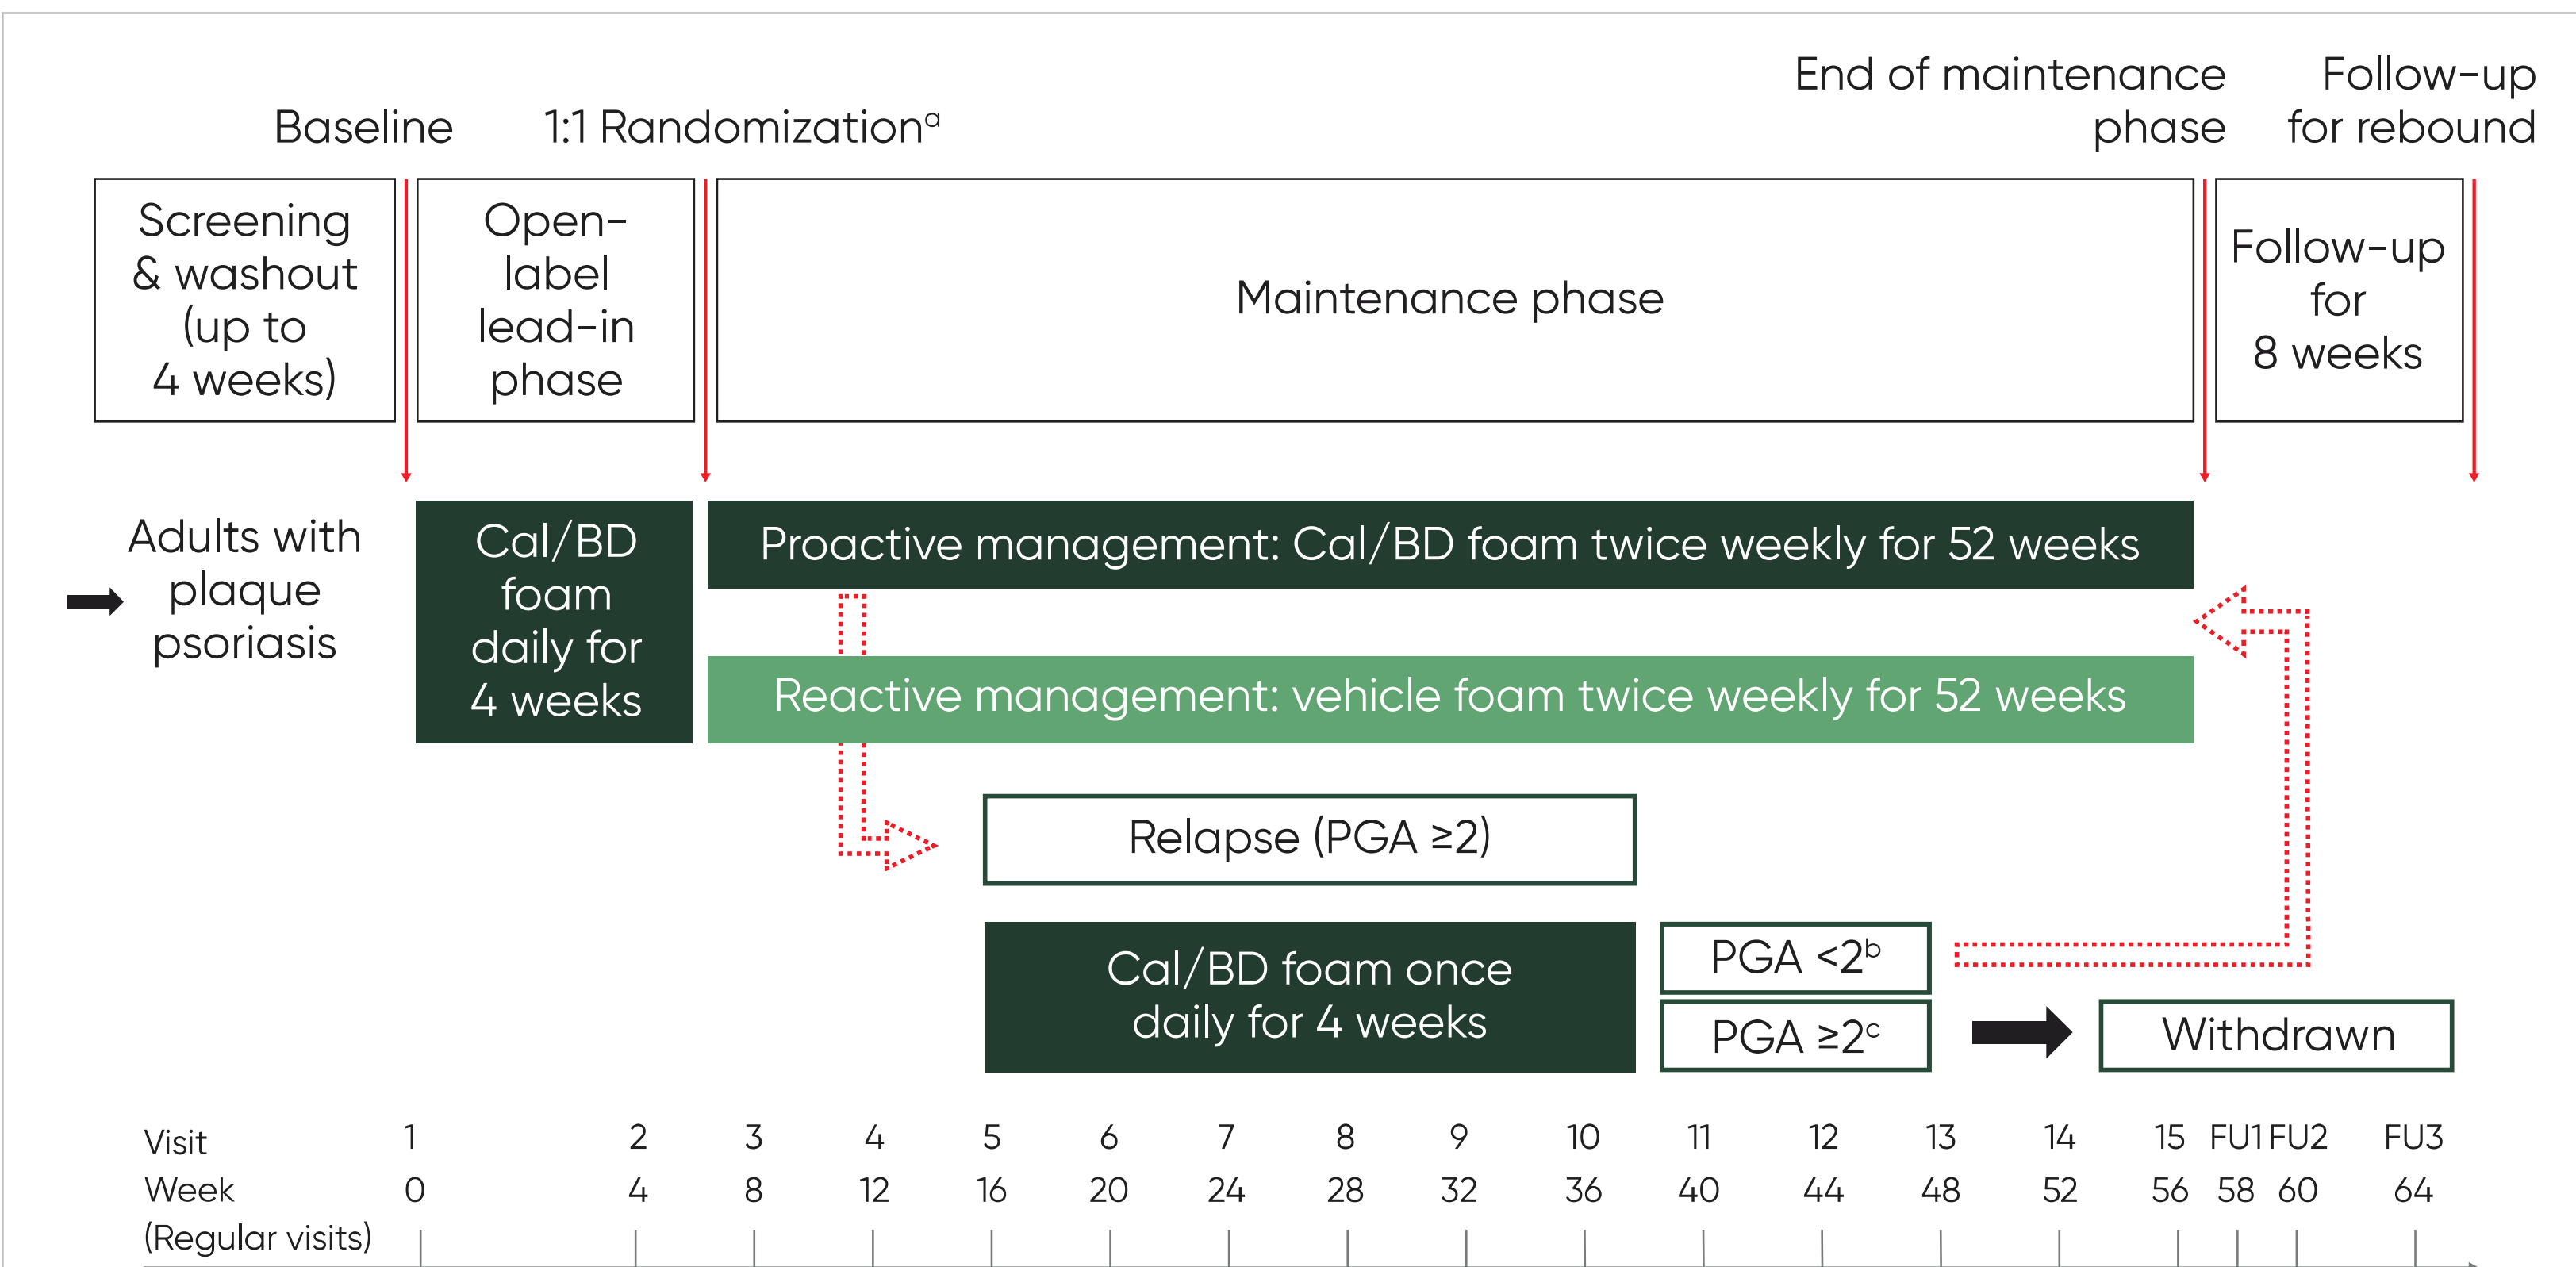 Baseline
1:1 Randomizationᵃ
End of maintenance
phase
Follow-up
for rebound
Screening
& washout
(up to
4 weeks)
Open-
label
lead-in
phase
Maintenance phase
Follow-up
for
8 weeks
Adults with
plaque
psoriasis
Cal/BD
foam
daily for
4 weeks
Proactive management: Cal/BD foam twice weekly for 52 weeks
Reactive management: vehicle foam twice weekly for 52 weeks
Relapse (PGA ≥2)
Cal/BD foam once
daily for 4 weeks
PGA <2ᵇ
PGA ≥2ᶜ
Withdrawn
Visit 1 2 3 4 5 6 7 8 9 10 11 12 13 14 15 FU1 FU2 FU3
Week 0 4 8 12 16 20 24 28 32 36 40 44 48 52 56 58 60 64
(Regular visits)